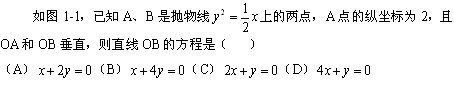 如图 1-1，已知 A、B 是抛物线 y² = 1/2 x 上的两点，A 点的纵坐标为 2，且
OA 和 OB 垂直，则直线 OB 的方程是（　　）
（A） x+2y=0（B） x+4y=0（C） 2x+y=0（D） 4x+y=0